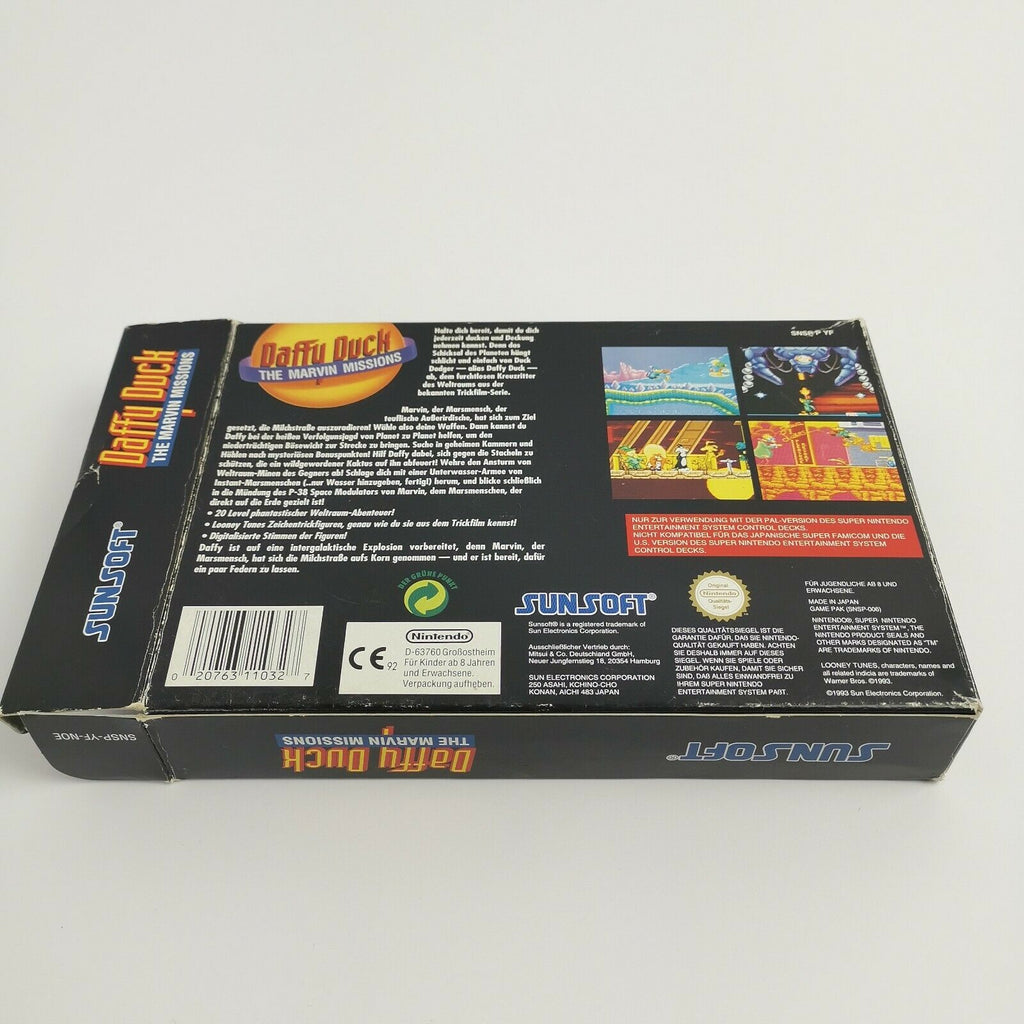 Daffy Duck
THE MARVIN MISSIONS
SUNSOFT®
Daffy Duck
THE MARVIN MISSIONS
Halte dich bereit, damit du dich
jederzeit ducken und Deckung
nehmen kannst. Denn das
Schicksal des Planeten hängt
schlicht und einfach von Duck
Dodger — alias Daffy Duck —
ab, dem furchtlosen Kreuzritter
des Weltraums aus der
bekannten Trickfilm-Serie.
Marvin, der Marsmensch, der
teuflische Außerirdische, hat sich zum Ziel
gesetzt, die Milchstraße auszuradieren! Wähle also deine Waffen. Dann kannst du
Daffy bei der heißen Verfolgungsjagd von Planet zu Planet helfen, um den
niederträchtigen Bösewicht zur Strecke zu bringen. Suche in geheimen Kammern und
Höhlen nach mysteriösen Bonuspunkten! Hilf Daffy dabei, sich gegen die Stacheln zu
schützen, die ein wildgewordener Kaktus auf ihn abfeuert! Wehre den Ansturm von
Weltraum-Minen des Gegners ab! Schlage dich mit einer Unterwasser-Armee von
Instant-Marsmenschen (..nur Wasser hinzugeben, fertig!) herum, und blicke schließlich
in die Mündung des P-38 Space Modulators von Marvin, dem Marsmenschen, der
direkt auf die Erde gezielt ist!
• 20 Level phantastischer Weltraum-Abenteuer!
• Looney Tunes Zeichentrickfiguren, genau wie du sie aus dem Trickfilm kennst!
• Digitalisierte Stimmen der Figuren!
Daffy ist auf eine intergalaktische Explosion vorbereitet, denn Marvin, der
Marsmensch, hat sich die Milchstraße aufs Korn genommen — und er ist bereit, dafür
ein paar Federn zu lassen.
NUR ZUR VERWENDUNG MIT DER PAL-VERSION DES SUPER NINTENDO
ENTERTAINMENT SYSTEM CONTROL DECKS.
NICHT KOMPATIBEL FÜR DAS JAPANISCHE SUPER FAMICOM UND DIE
U.S. VERSION DES SUPER NINTENDO ENTERTAINMENT SYSTEM
CONTROL DECKS.
DER GRÜNE PUNKT
0 20763 11032 7
CE 92
Nintendo®
D-63760 Großostheim
Für Kinder ab 8 Jahren
und Erwachsene.
Verpackung aufheben.
SUNSOFT®
Sunsoft® is a registered trademark of
Sun Electronics Corporation.
Ausschließlicher Vertrieb durch:
Mitsui & Co. Deutschland GmbH,
Neuer Jungfernstieg 18, 20354 Hamburg
SUN ELECTRONICS CORPORATION
250 ASAHI, KCHINO-CHO
KONAN, AICHI 483 JAPAN
Original
Nintendo
Qualitäts-
Siegel
DIESES QUALITÄTSSIEGEL IST DIE
GARANTIE DAFÜR, DAß SIE NINTENDO-
QUALITÄT GEKAUFT HABEN. ACHTEN
SIE DESHALB IMMER AUF DIESES
SIEGEL. WENN SIE SPIELE ODER
ZUBEHÖR KAUFEN, DAMIT SIE SICHER
SIND, DAß ALLES EINWANDFREI ZU
IHREM SUPER NINTENDO
ENTERTAINMENT SYSTEM PAßT.
FÜR JUGENDLICHE AB 8 UND
ERWACHSENE.
MADE IN JAPAN
GAME PAK (SNSP-006)
NINTENDO®, SUPER NINTENDO
ENTERTAINMENT SYSTEM™, THE
NINTENDO PRODUCT SEALS AND
OTHER MARKS DESIGNATED AS "TM"
ARE TRADEMARKS OF NINTENDO.
LOONEY TUNES, characters, names and
all related indicia are trademarks of
Warner Bros. ©1993.
©1993 Sun Electronics Corporation.
SNSP-YF-NOE
Daffy Duck
THE MARVIN MISSIONS
SUNSOFT®